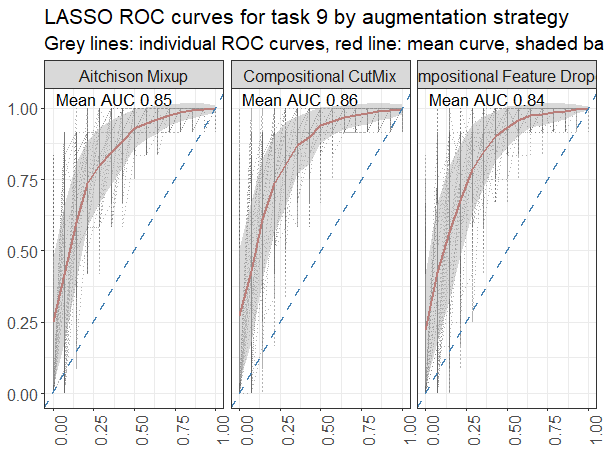 LASSO ROC curves for task 9 by augmentation strategy
Grey lines: individual ROC curves, red line: mean curve, shaded ba
Aitchison Mixup
Compositional CutMix
mpositional Feature Drop
Mean AUC 0.85
Mean AUC 0.86
Mean AUC 0.84
1.00
0.75
0.50
0.25
0.00
0.00 0.25 0.50 0.75 1.00
0.00 0.25 0.50 0.75 1.00
0.00 0.25 0.50 0.75 1.00